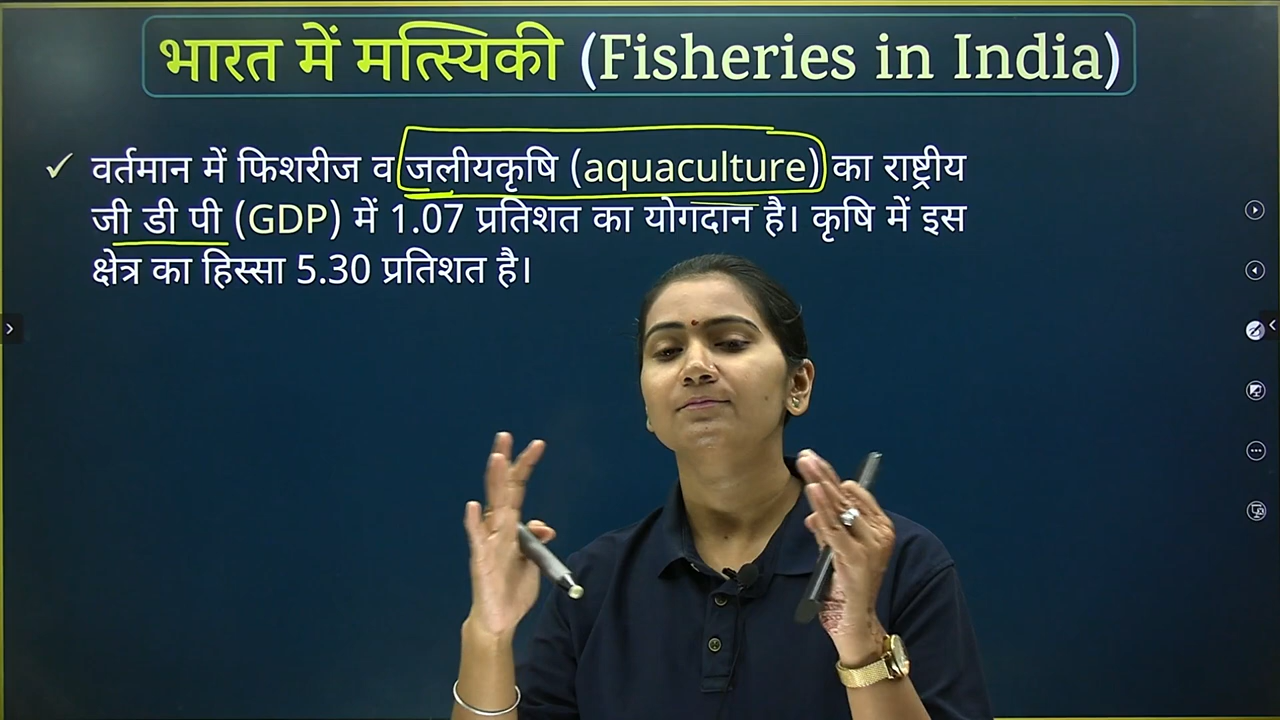 भारत में मत्स्यिकी (Fisheries in India)
वर्तमान में फिशरीज व जलीयकृषि (aquaculture) का राष्ट्रीय
जी डी पी (GDP) में 1.07 प्रतिशत का योगदान है। कृषि में इस
क्षेत्र का हिस्सा 5.30 प्रतिशत है।